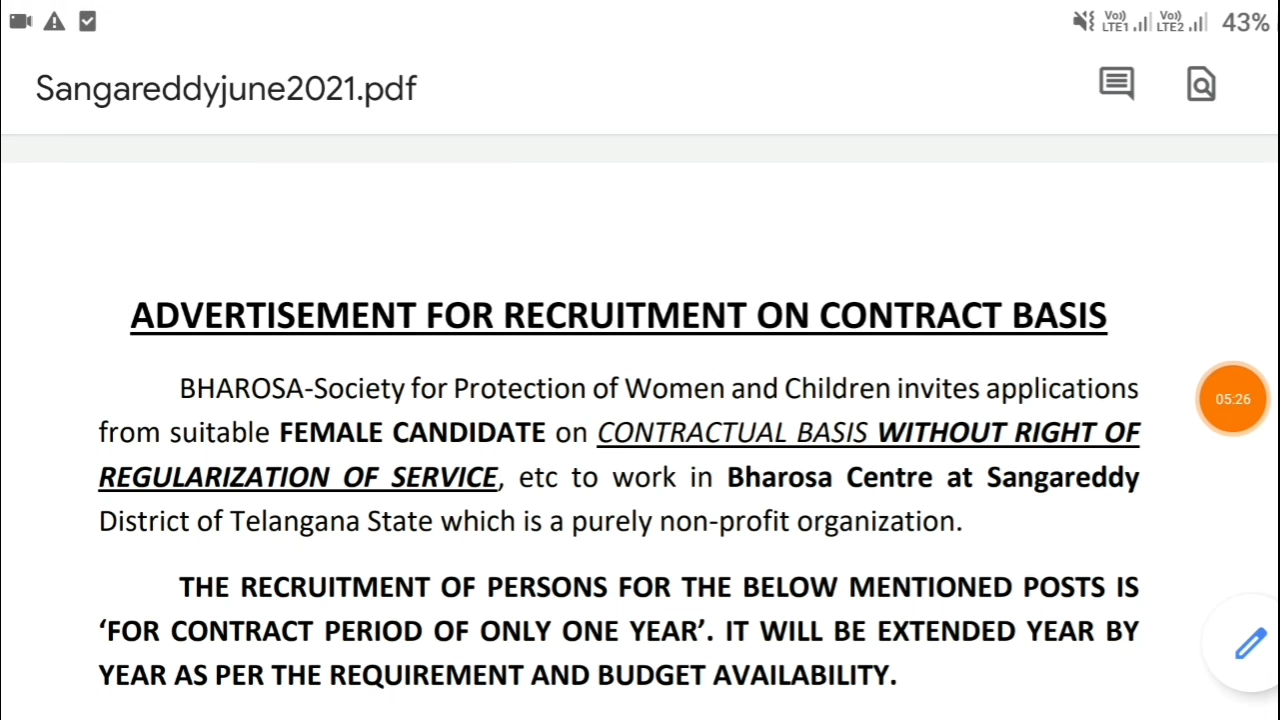 Vo)) Vo))
LTE1 LTE2 43%
Sangareddyjune2021.pdf
ADVERTISEMENT FOR RECRUITMENT ON CONTRACT BASIS
BHAROSA-Society for Protection of Women and Children invites applications
from suitable FEMALE CANDIDATE on CONTRACTUAL BASIS WITHOUT RIGHT OF
05:26
REGULARIZATION OF SERVICE, etc to work in Bharosa Centre at Sangareddy
District of Telangana State which is a purely non-profit organization.
THE RECRUITMENT OF PERSONS FOR THE BELOW MENTIONED POSTS IS
‘FOR CONTRACT PERIOD OF ONLY ONE YEAR’. IT WILL BE EXTENDED YEAR BY
YEAR AS PER THE REQUIREMENT AND BUDGET AVAILABILITY.